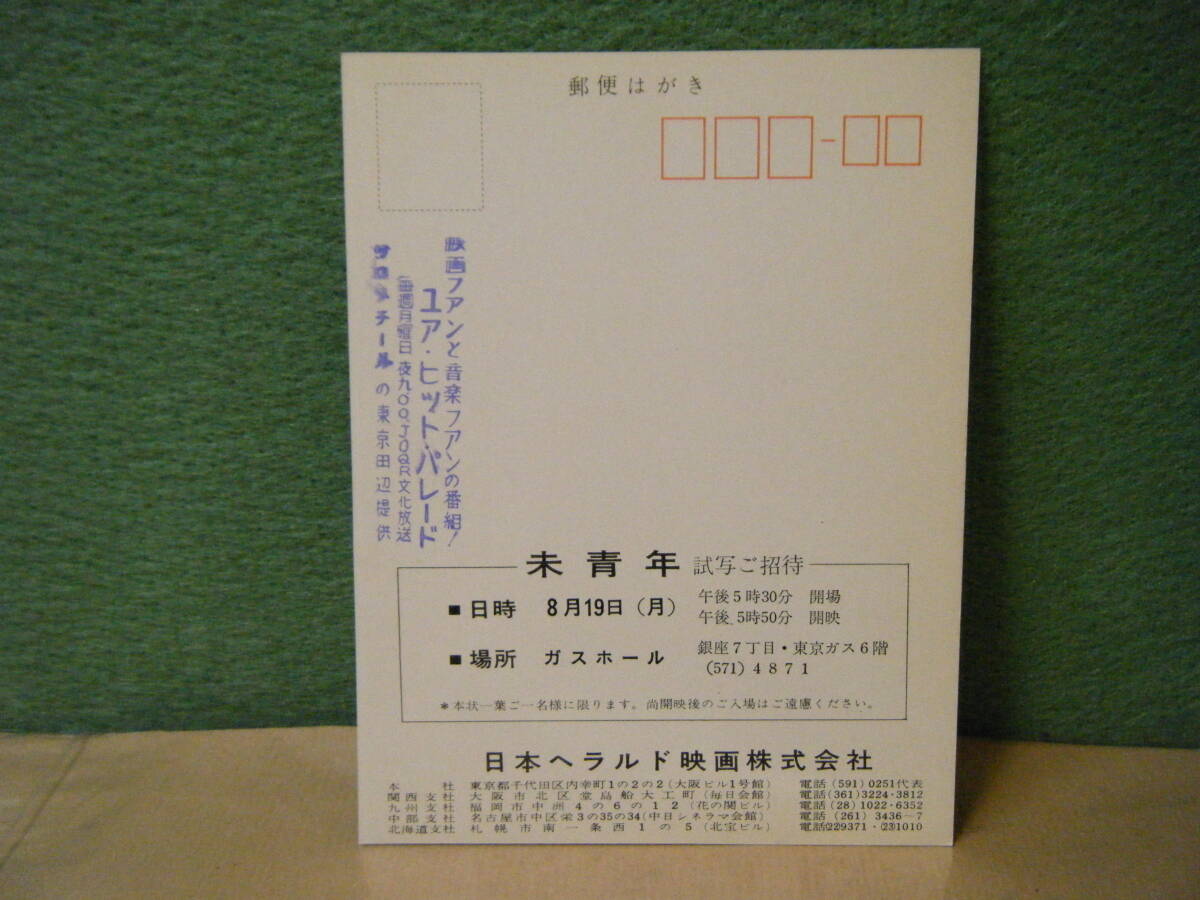 郵便はがき
映画ファンと音楽ファンの番組!
ユア・ヒット・パレード
毎週月曜日夜九.00.JOQR文化放送
サロンチールの東京田辺提供
未青年 試写ご招待
■日時 8月19日(月)
午後5時30分 開場
午後5時50分 開映
■場所 ガスホール
銀座7丁目・東京ガス6階
(571)4871
*本状一葉ご一名様に限ります。尚開映後のご入場はご遠慮ください。
日本ヘラルド映画株式会社
本社 東京都千代田区内幸町1の2の2(大阪ビル1号館) 電話(591)0251代表
関西支社 大阪市北区堂島船大工町(毎日会館) 電話(361)3224・3812
九州支社 福岡市中洲4の6の12(花の関ビル) 電話(28)1022・6352
中部支社 名古屋市中区栄3の35の34(中日シネラマ会館) 電話(261)3436~7
北海道支社 札幌市南一条西1の5(北宝ビル) 電話(22)9371・(23)1010